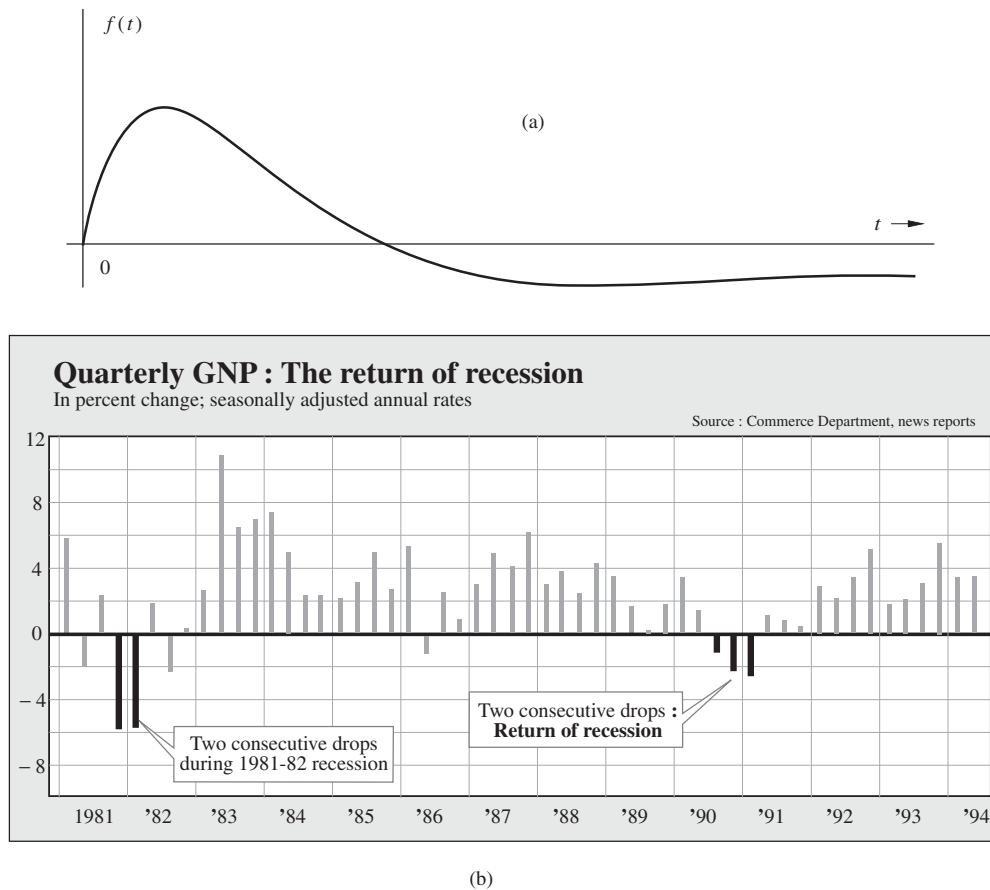 f(t)
(a)
t
0
Quarterly GNP : The return of recession
In percent change; seasonally adjusted annual rates
Source : Commerce Department, news reports
12
8
4
0
– 4
– 8
Two consecutive drops
during 1981-82 recession
Two consecutive drops :
Return of recession
1981 ’82 ’83 ’84 ’85 ’86 ’87 ’88 ’89 ’90 ’91 ’92 ’93 ’94
(b)